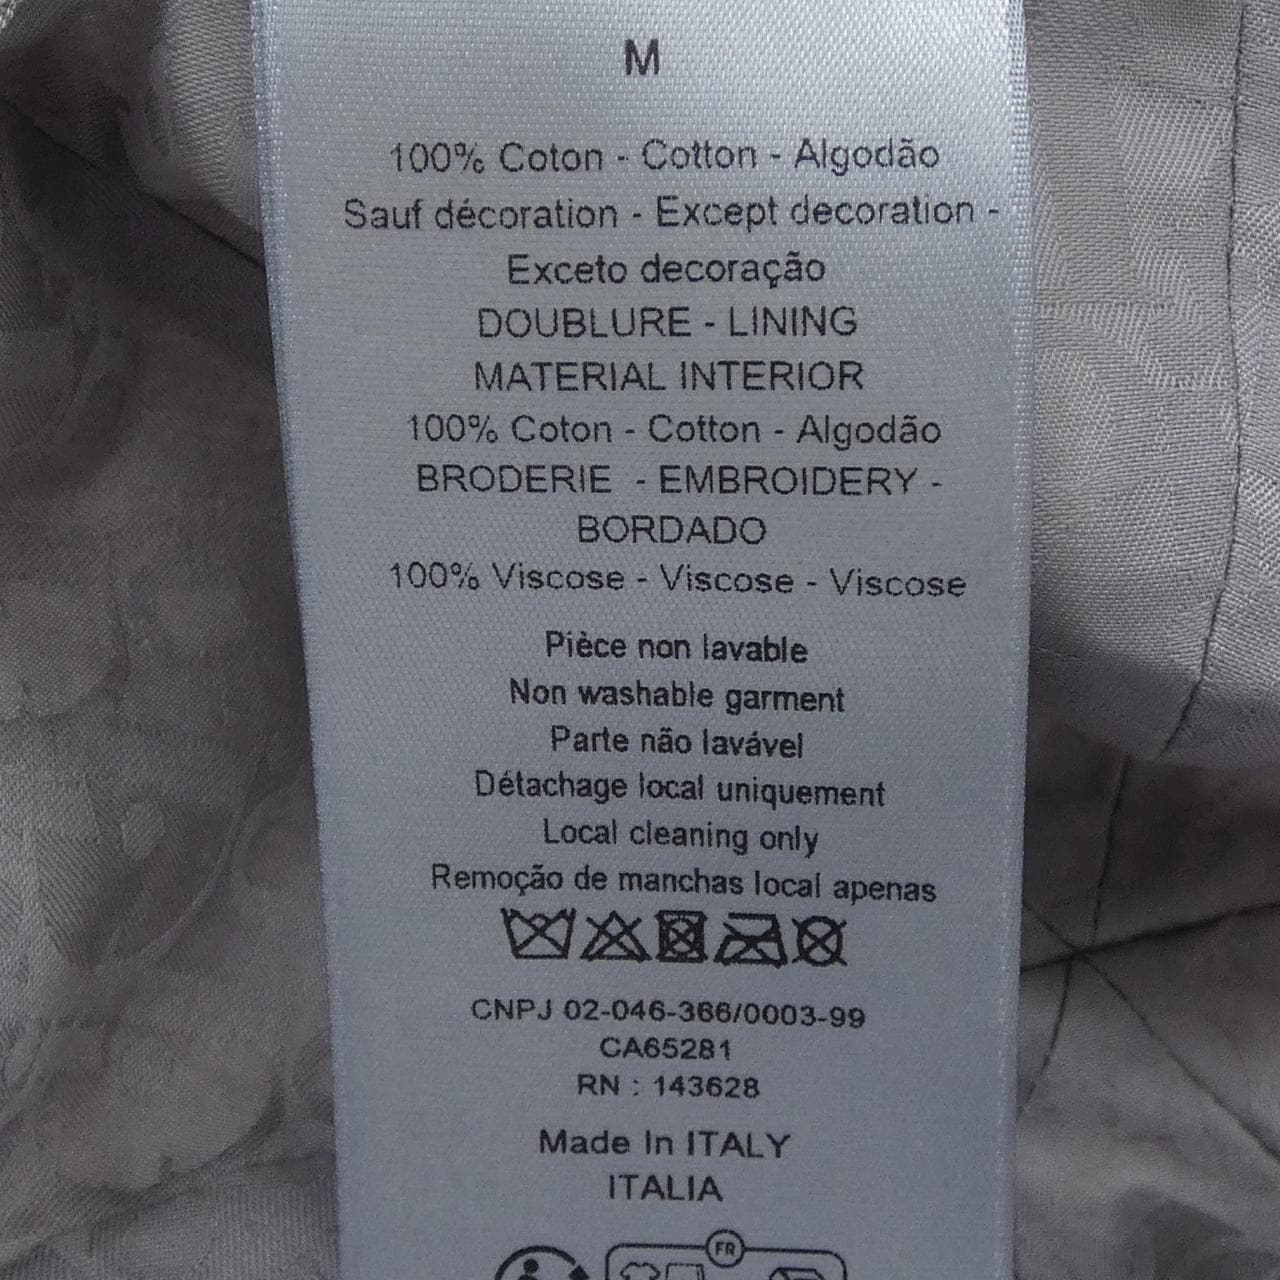 M
100% Coton - Cotton - Algodão
Sauf décoration - Except decoration -
Exceto decoração
DOUBLURE - LINING
MATERIAL INTERIOR
100% Coton - Cotton - Algodão
BRODERIE - EMBROIDERY -
BORDADO
100% Viscose - Viscose - Viscose
Pièce non lavable
Non washable garment
Parte não lavável
Détachage local uniquement
Local cleaning only
Remoção de manchas local apenas
CNPJ 02-046-366/0003-99
CA65281
RN : 143628
Made In ITALY
ITALIA
FR